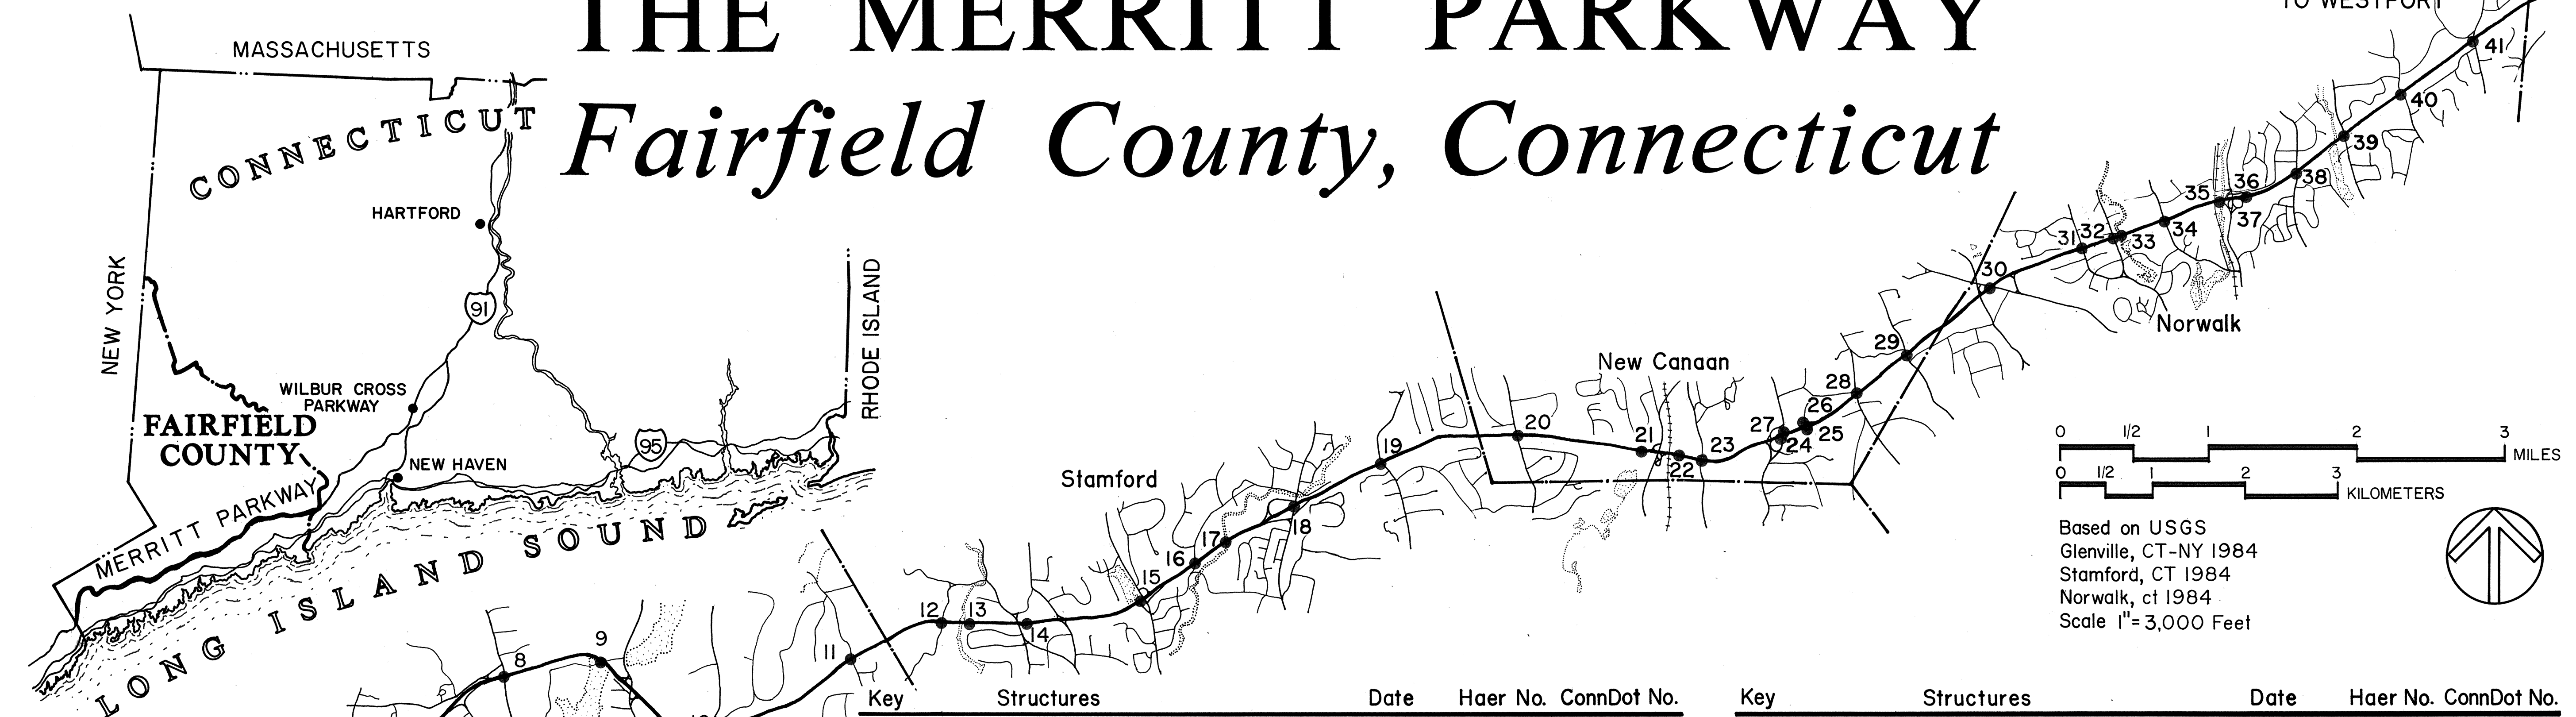 THE MERRITT PARKWAY
Fairfield County, Connecticut
MASSACHUSETTS
CONNECTICUT
HARTFORD
NEW YORK
91
RHODE ISLAND
WILBUR CROSS
PARKWAY
FAIRFIELD
COUNTY
95
NEW HAVEN
MERRITT PARKWAY
LONG ISLAND SOUND
TO WESTPORT
41
40
39
38
36
35
37
34
33
32
31
30
Norwalk
29
28
New Canaan
26
27
25
24
23
22
21
20
19
Stamford
18
17
16
15
14
13
12
11
9
8
0 1/2 1 2 3
MILES
0 1/2 1 2 3
KILOMETERS
Based on USGS
Glenville, CT-NY 1984
Stamford, CT 1984
Norwalk, ct 1984
Scale 1"=3,000 Feet
Key Structures Date Haer No. ConnDot No.
Key Structures Date Haer No. ConnDot No.